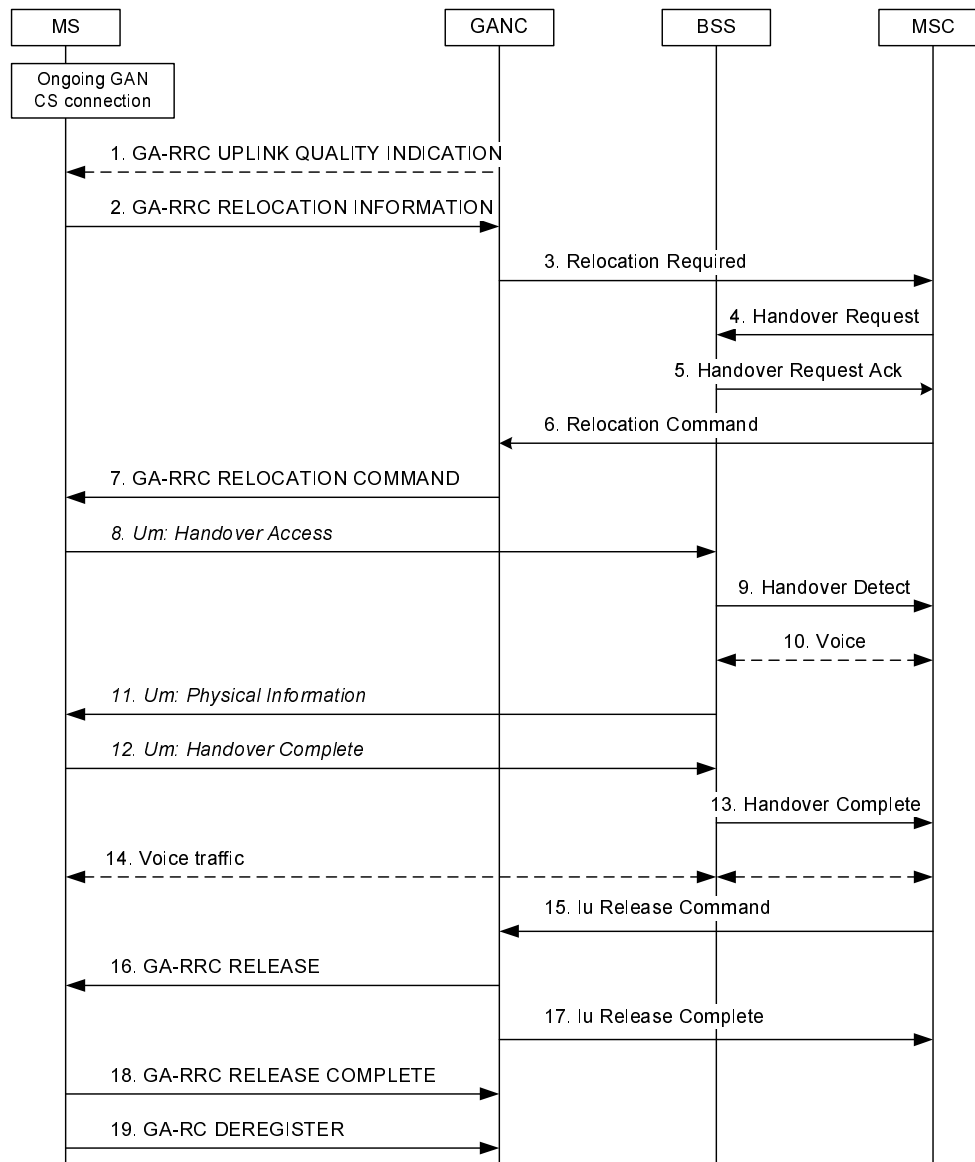 MS
GANC
BSS
MSC
Ongoing GAN
CS connection
1. GA-RRC UPLINK QUALITY INDICATION
2. GA-RRC RELOCATION INFORMATION
3. Relocation Required
4. Handover Request
5. Handover Request Ack
6. Relocation Command
7. GA-RRC RELOCATION COMMAND
8. Um: Handover Access
9. Handover Detect
10. Voice
11. Um: Physical Information
12. Um: Handover Complete
13. Handover Complete
14. Voice traffic
15. Iu Release Command
16. GA-RRC RELEASE
17. Iu Release Complete
18. GA-RRC RELEASE COMPLETE
19. GA-RC DEREGISTER